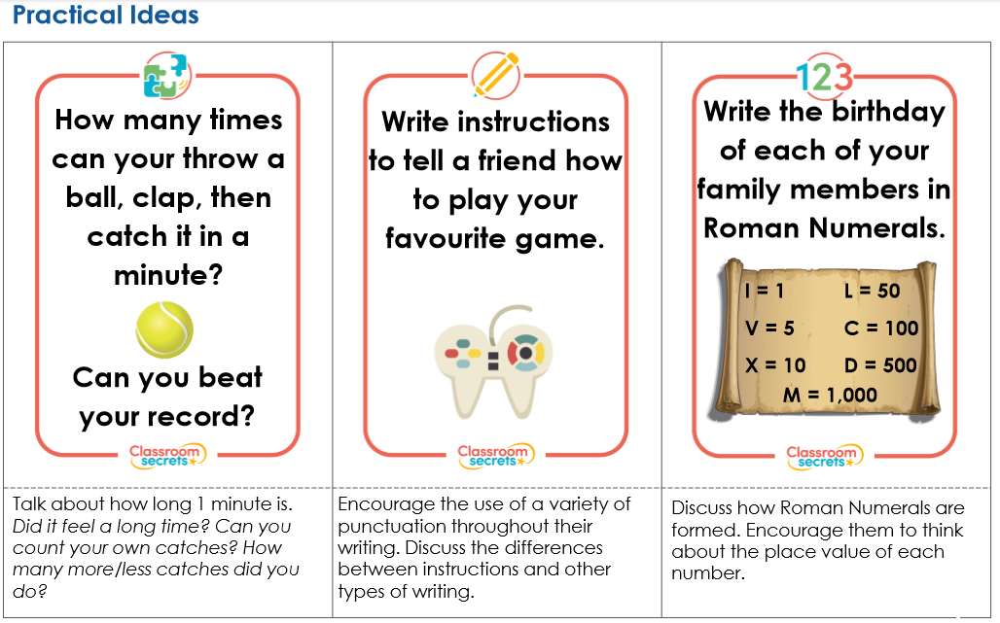 Practical Ideas
How many times
can your throw a
ball, clap, then
catch it in a
minute?
Can you beat
your record?
Classroom
secrets
Talk about how long 1 minute is.
Did it feel a long time? Can you
count your own catches? How
many more/less catches did you
do?
Write instructions
to tell a friend how
to play your
favourite game.
Classroom
secrets
Encourage the use of a variety of
punctuation throughout their
writing. Discuss the differences
between instructions and other
types of writing.
123
Write the birthday
of each of your
family members in
Roman Numerals.
I = 1 L = 50
V = 5 C = 100
X = 10 D = 500
M = 1,000
Classroom
secrets
Discuss how Roman Numerals are
formed. Encourage them to think
about the place value of each
number.